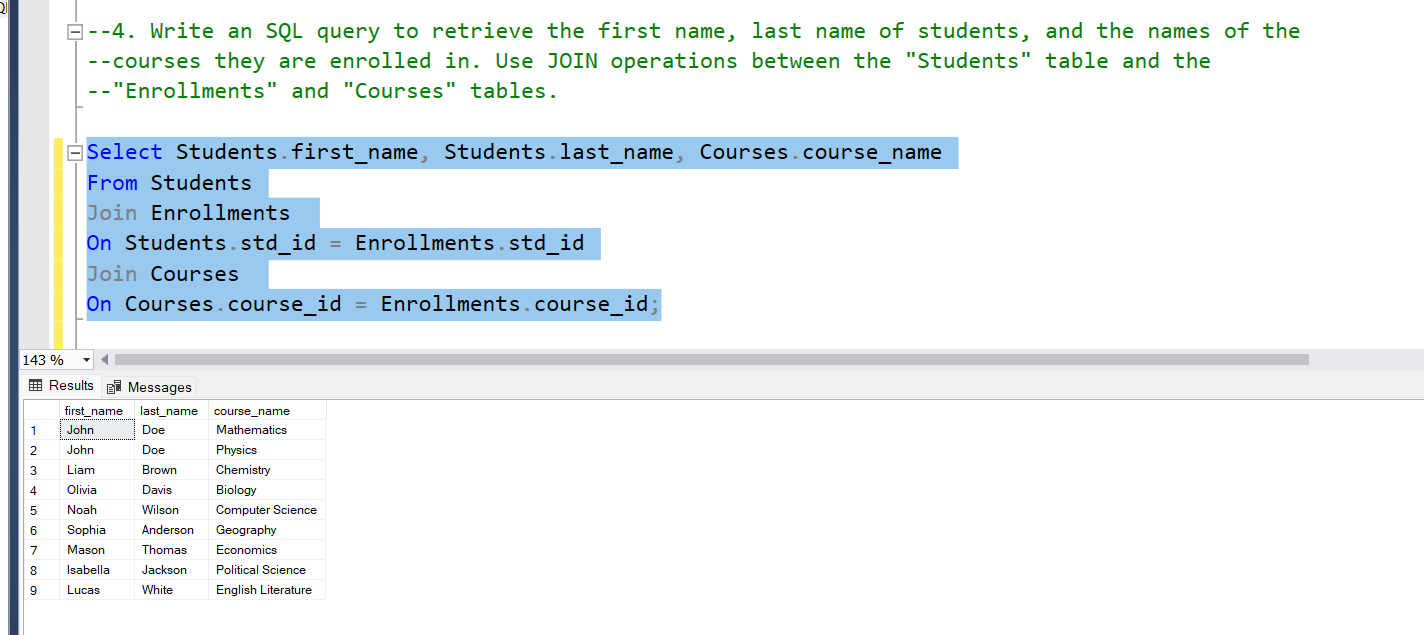 --4. Write an SQL query to retrieve the first name, last name of students, and the names of the
--courses they are enrolled in. Use JOIN operations between the "Students" table and the
--"Enrollments" and "Courses" tables.
Select Students.first_name, Students.last_name, Courses.course_name
From Students
Join Enrollments
On Students.std_id = Enrollments.std_id
Join Courses
On Courses.course_id = Enrollments.course_id;
143 %
Results Messages
first_name last_name course_name
1 John Doe Mathematics
2 John Doe Physics
3 Liam Brown Chemistry
4 Olivia Davis Biology
5 Noah Wilson Computer Science
6 Sophia Anderson Geography
7 Mason Thomas Economics
8 Isabella Jackson Political Science
9 Lucas White English Literature